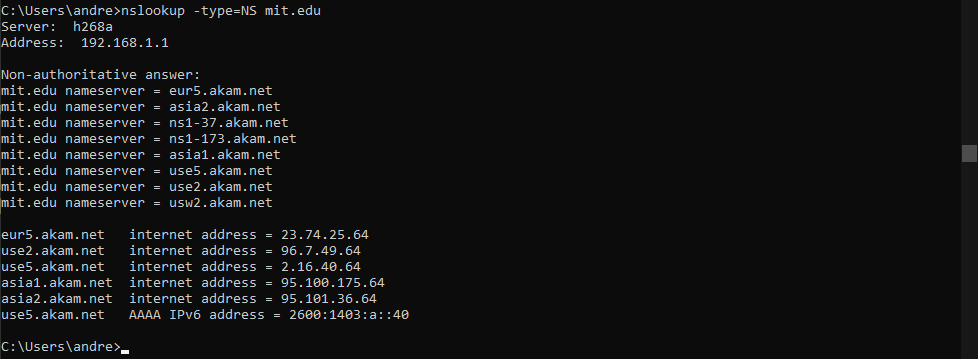 C:\Users\andre>nslookup -type=NS mit.edu
Server:  h268a
Address:  192.168.1.1

Non-authoritative answer:
mit.edu nameserver = eur5.akam.net
mit.edu nameserver = asia2.akam.net
mit.edu nameserver = ns1-37.akam.net
mit.edu nameserver = ns1-173.akam.net
mit.edu nameserver = asia1.akam.net
mit.edu nameserver = use5.akam.net
mit.edu nameserver = use2.akam.net
mit.edu nameserver = usw2.akam.net

eur5.akam.net   internet address = 23.74.25.64
use2.akam.net   internet address = 96.7.49.64
use5.akam.net   internet address = 2.16.40.64
asia1.akam.net  internet address = 95.100.175.64
asia2.akam.net  internet address = 95.101.36.64
use5.akam.net   AAAA IPv6 address = 2600:1403:a::40

C:\Users\andre>